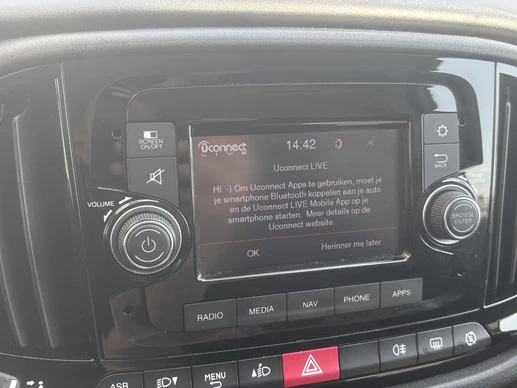 SCREEN
ON/OFF
Uconnect
LIVE
14:42
Uconnect LIVE
Hi :-) Om Uconnect Apps te gebruiken, moet je
je smartphone Bluetooth koppelen aan je auto
en de Uconnect LIVE Mobile App op je
smartphone starten. Meer details op de
Uconnect website.
OK
Herinner me later
BACK
VOLUME
BROWSE
ENTER
RADIO
MEDIA
NAV
PHONE
APPS
ASR
MENU